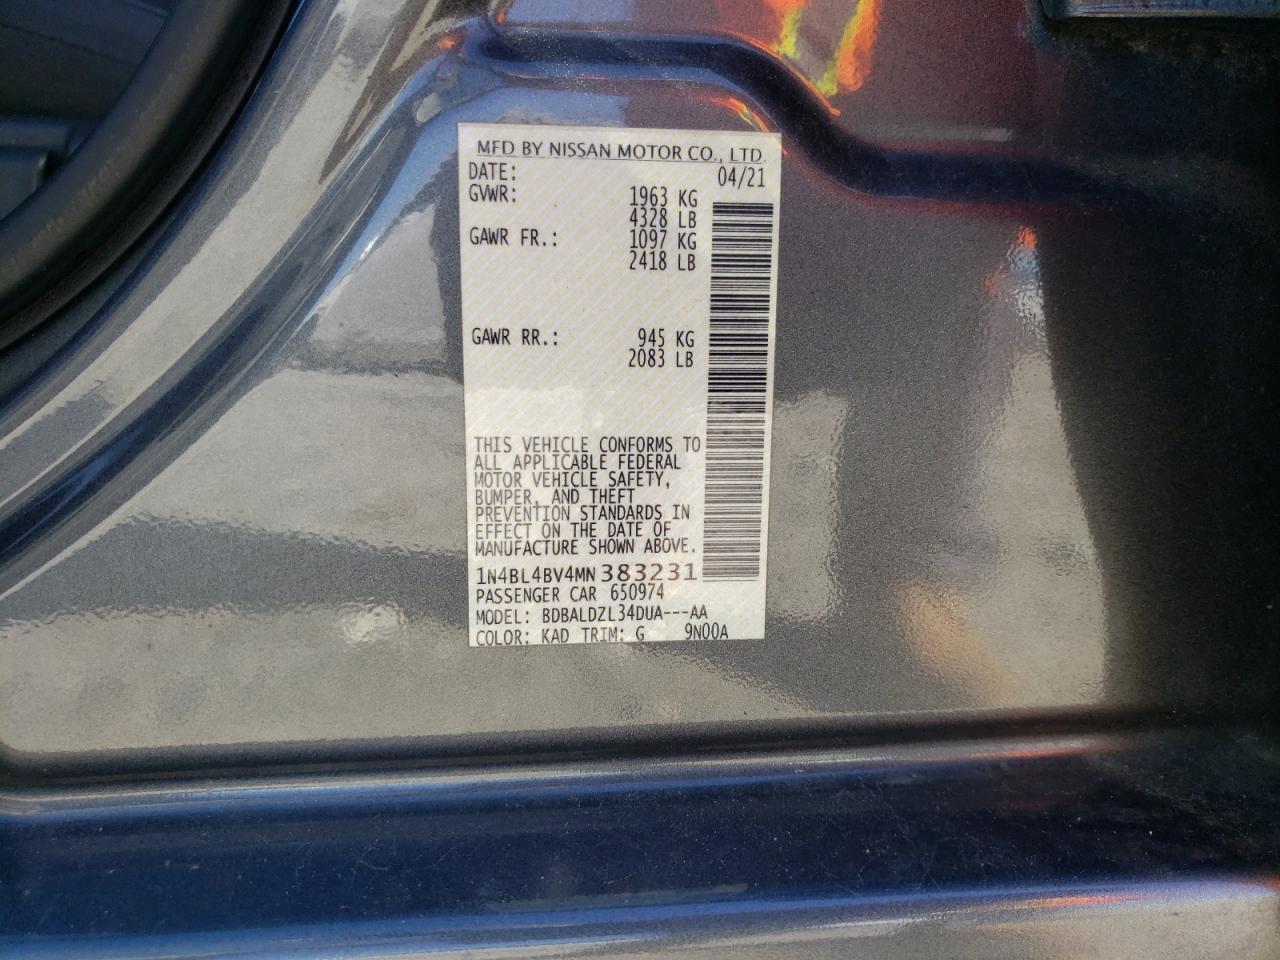 MFD BY NISSAN MOTOR CO., LTD.
DATE: 04/21
GVWR: 1963 KG
4328 LB
GAWR FR.: 1097 KG
2418 LB
GAWR RR.: 945 KG
2083 LB
THIS VEHICLE CONFORMS TO
ALL APPLICABLE FEDERAL
MOTOR VEHICLE SAFETY,
BUMPER, AND THEFT
PREVENTION STANDARDS IN
EFFECT ON THE DATE OF
MANUFACTURE SHOWN ABOVE.
1N4BL4BV4MN383231
PASSENGER CAR 650974
MODEL: BDBALDZL34DUA---AA
COLOR: KAD TRIM: G 9N00A